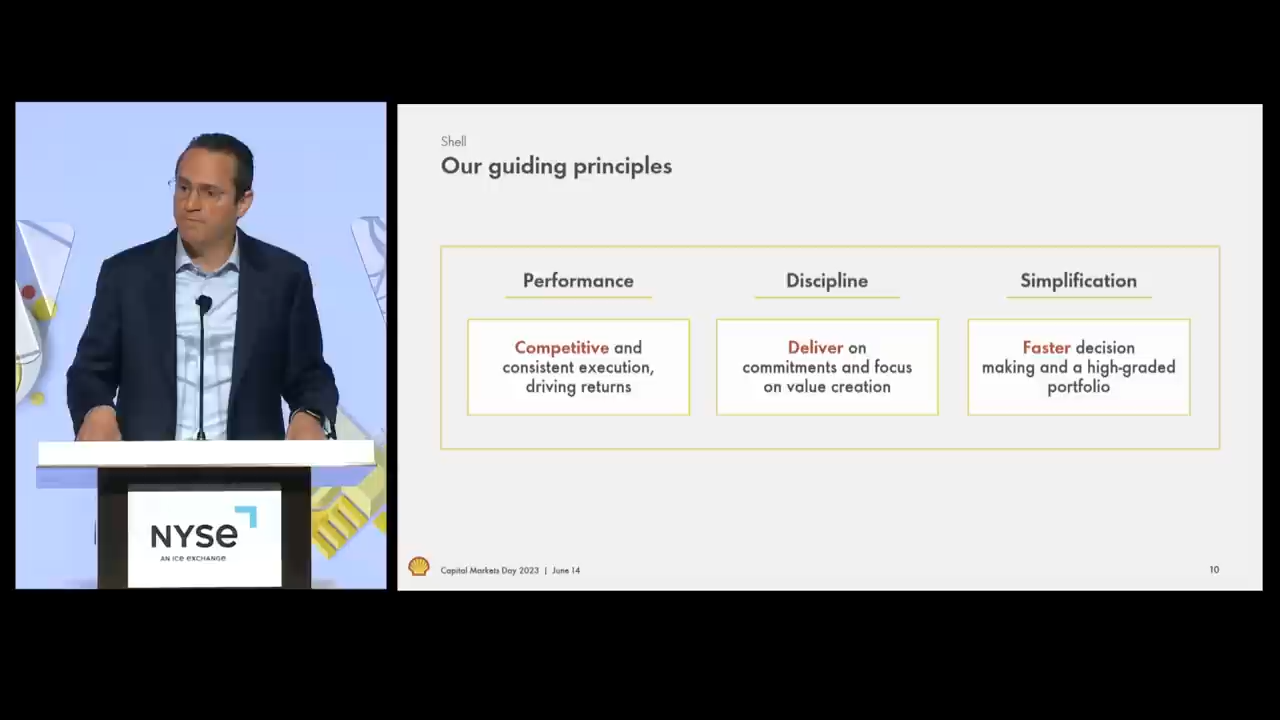 Shell
Our guiding principles
Performance
Competitive and
consistent execution,
driving returns
Discipline
Deliver on
commitments and focus
on value creation
Simplification
Faster decision
making and a high-graded
portfolio
Capital Markets Day 2023 | June 14
10
NYSE
AN ICE EXCHANGE